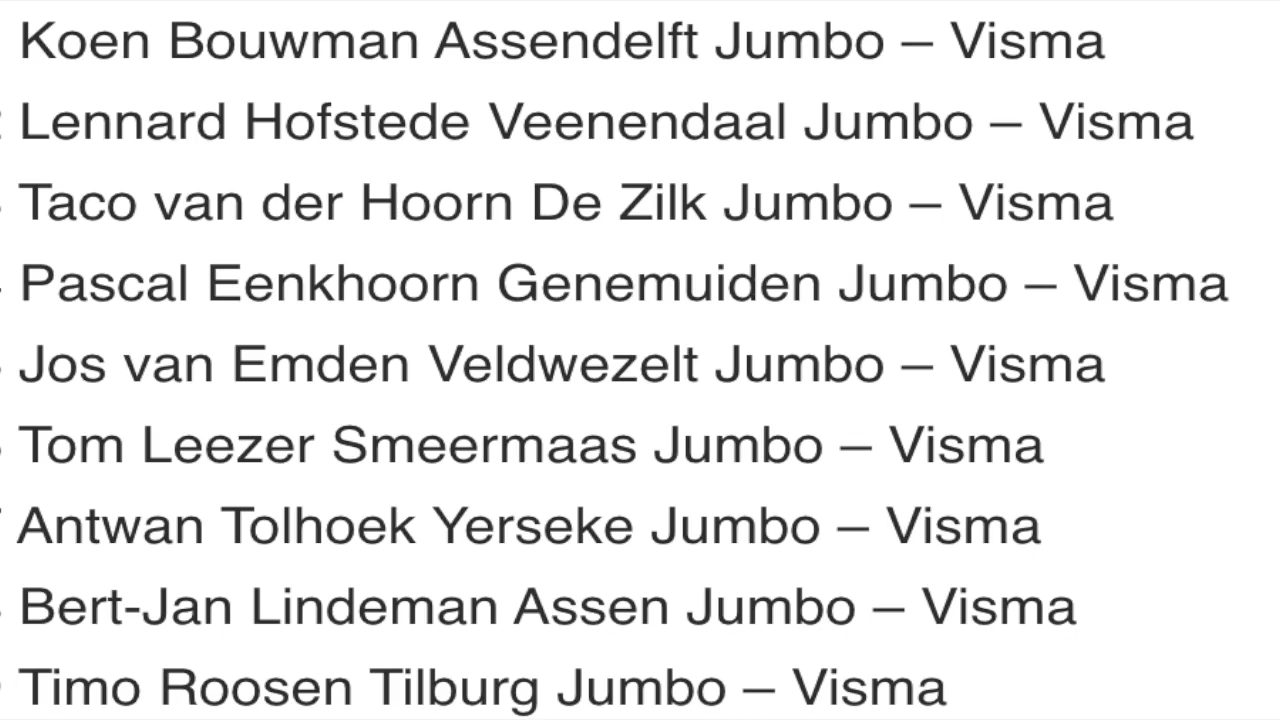 Koen Bouwman Assendelft Jumbo – Visma
Lennard Hofstede Veenendaal Jumbo – Visma
Taco van der Hoorn De Zilk Jumbo – Visma
Pascal Eenkhoorn Genemuiden Jumbo – Visma
Jos van Emden Veldwezelt Jumbo – Visma
Tom Leezer Smeermaas Jumbo – Visma
Antwan Tolhoek Yerseke Jumbo – Visma
Bert-Jan Lindeman Assen Jumbo – Visma
Timo Roosen Tilburg Jumbo – Visma